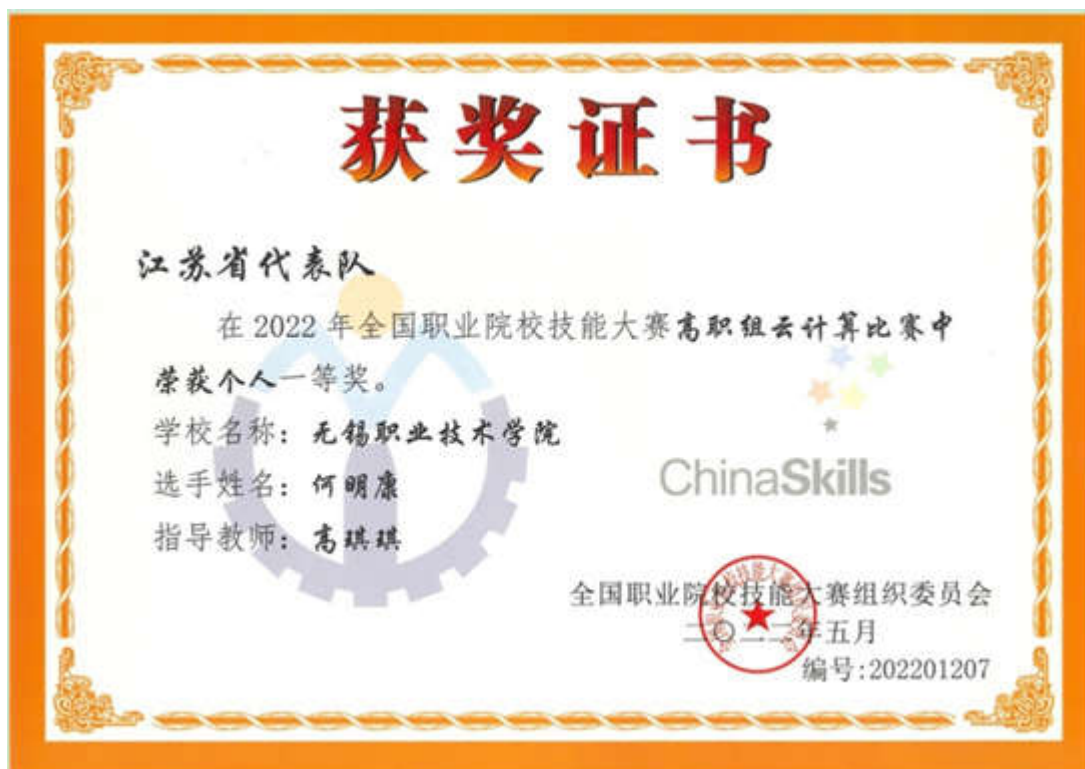 获奖证书
江苏省代表队
在2022年全国职业院校技能大赛高职组云计算比赛中
荣获个人一等奖。
学校名称：无锡职业技术学院
选手姓名：何明康
指导教师：高琪琪
ChinaSkills
全国职业院校技能大赛组织委员会
二〇二二年五月
编号:202201207